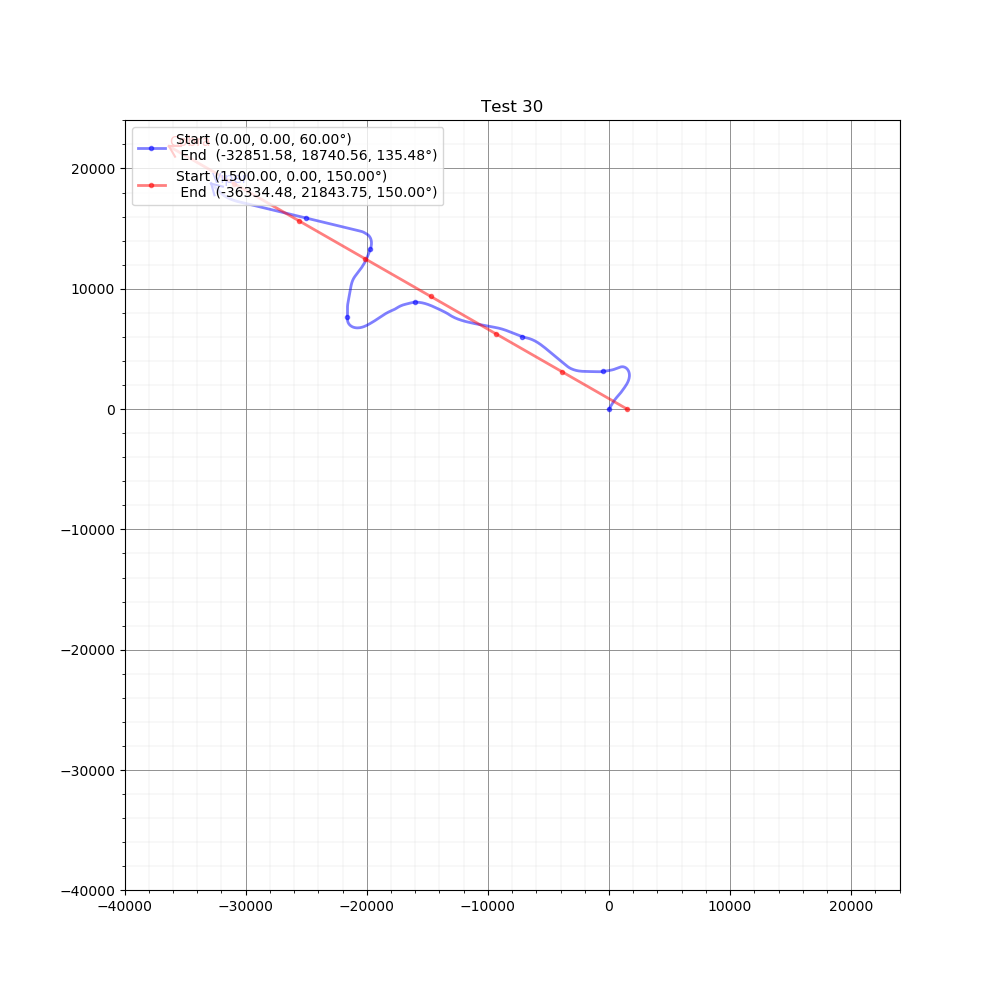 Test 30
Start (0.00, 0.00, 60.00°)
End (-32851.58, 18740.56, 135.48°)
Start (1500.00, 0.00, 150.00°)
End (-36334.48, 21843.75, 150.00°)
20000
10000
0
−10000
−20000
−30000
−40000
−40000 −30000 −20000 −10000 0 10000 20000